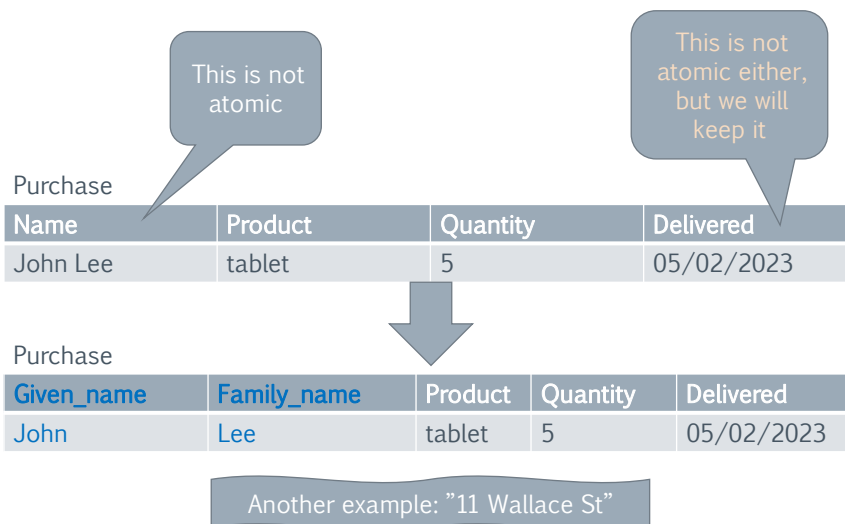 This is not
atomic
This is not
atomic either,
but we will
keep it
Purchase
Name Product Quantity Delivered
John Lee tablet 5 05/02/2023
Purchase
Given_name Family_name Product Quantity Delivered
John Lee tablet 5 05/02/2023
Another example: ”11 Wallace St”